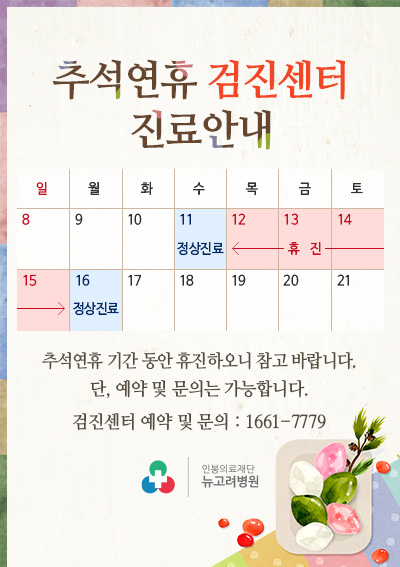 추석연휴 검진센터
진료안내
일 월 화 수 목 금 토
8 9 10 11 12 13 14
정상진료 휴 진
15 16 17 18 19 20 21
정상진료
추석연휴 기간 동안 휴진하오니 참고 바랍니다.
단, 예약 및 문의는 가능합니다.
검진센터 예약 및 문의 : 1661-7779
인봉의료재단
뉴고려병원